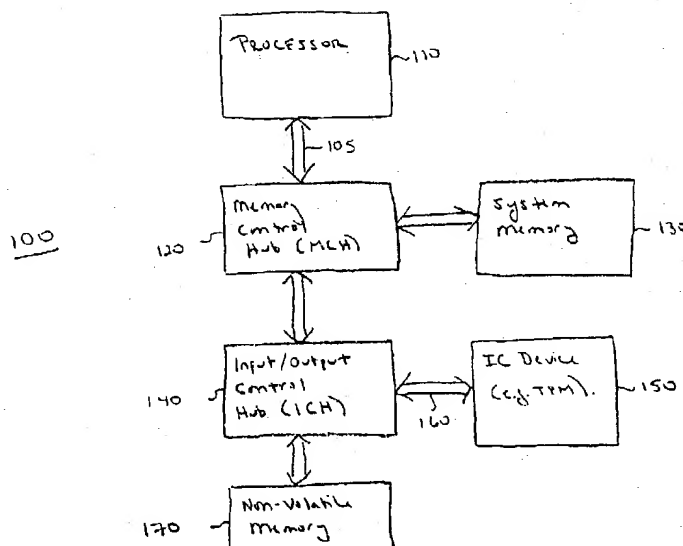 PROCESSOR
110
105
100
Memory
Control
Hub (MCH)
120
System
Memory
130
Input/Output
Control
Hub (ICH)
140
IC Device
(e.g. TPM).
150
160
Non-Volatile
Memory
170